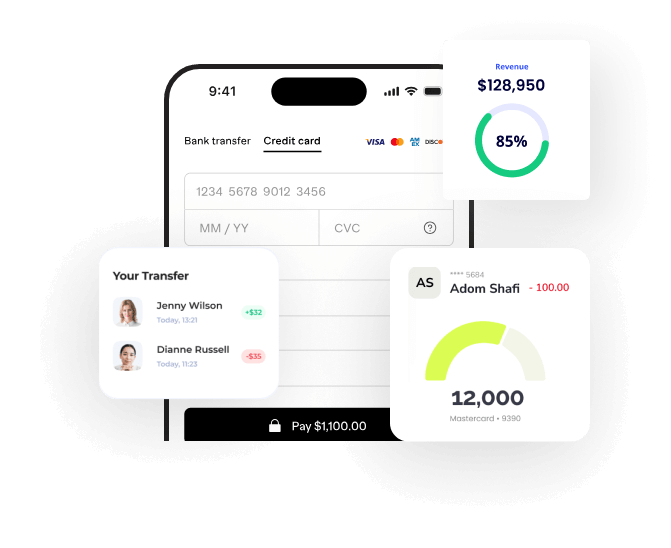 9:41
Revenue
$128,950
85%
Bank transfer Credit card VISA AM EX DISCO
1234 5678 9012 3456
MM / YY CVC ?
Your Transfer
Jenny Wilson
Today, 13:21
+$32
Dianne Russell
Today, 11:23
-$35
AS
**** 5684
Adom Shafi - 100.00
12,000
Mastercard • 9390
Pay $1,100.00